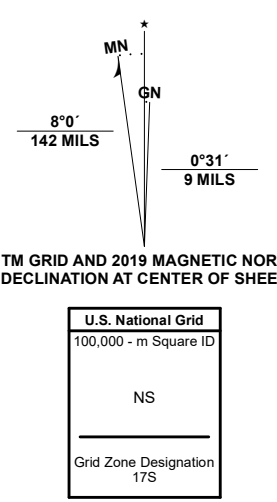 ★
MN
GN
8°0´
142 MILS
0°31´
9 MILS
TM GRID AND 2019 MAGNETIC NOR
DECLINATION AT CENTER OF SHEE
U.S. National Grid
100,000 - m Square ID
NS
Grid Zone Designation
17S